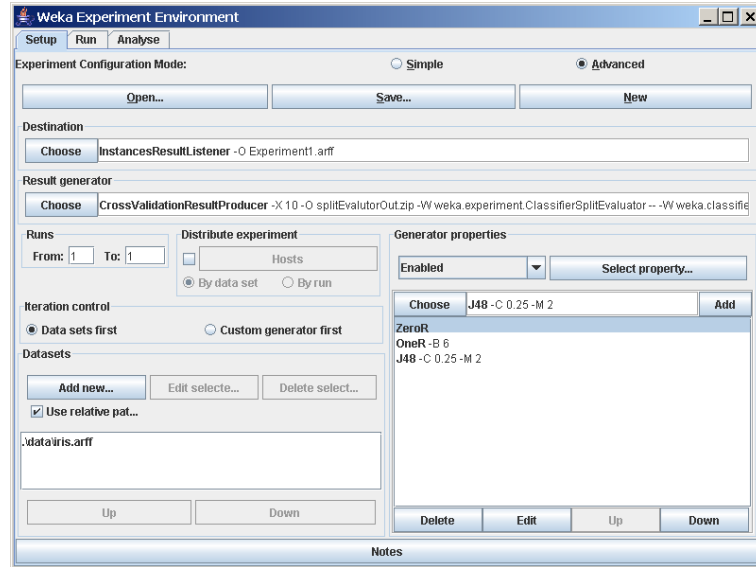 Weka Experiment Environment
Setup Run Analyse
Experiment Configuration Mode: Simple Advanced
Open... Save... New
Destination
Choose InstancesResultListener -O Experiment1.arff
Result generator
Choose CrossValidationResultProducer -X 10 -O splitEvalutorOut.zip -W weka.experiment.ClassifierSplitEvaluator -- -W weka.classifie
Runs
From: 1 To: 1
Distribute experiment
Hosts
By data set By run
Generator properties
Enabled Select property...
Choose J48 -C 0.25 -M 2 Add
ZeroR
OneR -B 6
J48 -C 0.25 -M 2
Delete Edit Up Down
Iteration control
Data sets first Custom generator first
Datasets
Add new... Edit selecte... Delete select...
Use relative pat...
.\data\iris.arff
Up Down
Notes